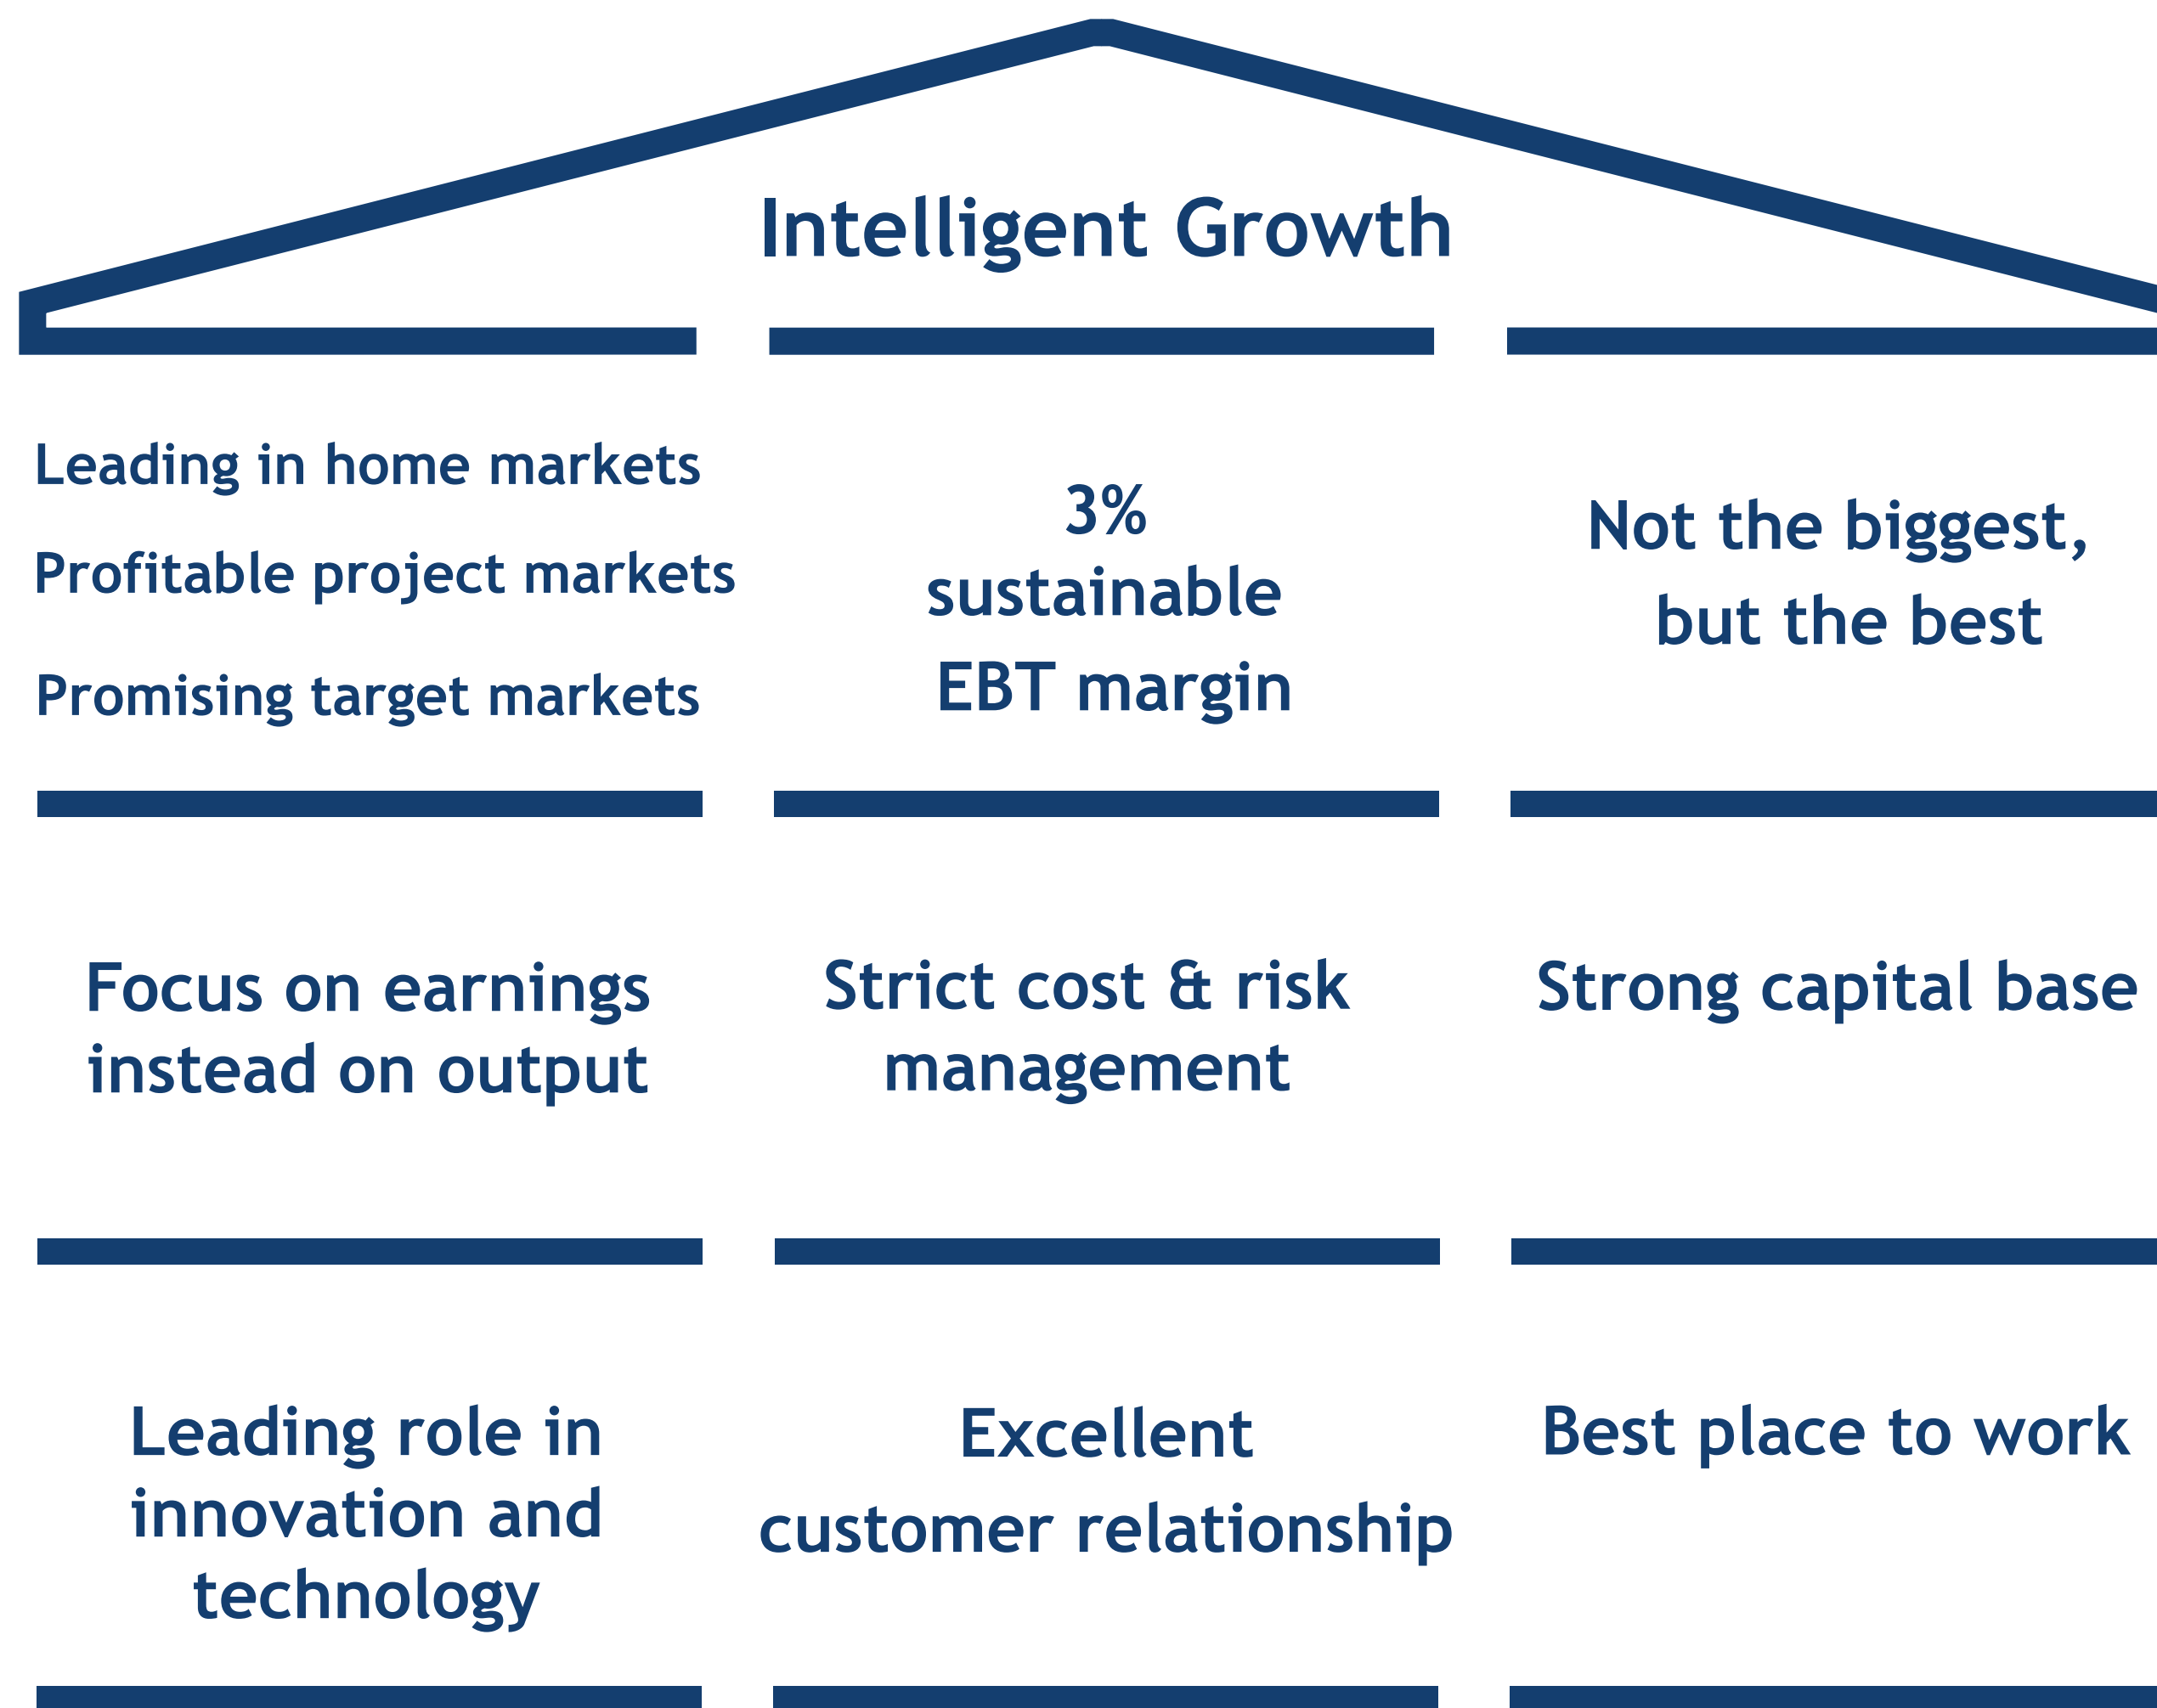 Intelligent Growth
Leading in home markets
Profitable project markets
Promising target markets
3%
sustainable
EBT margin
Not the biggest,
but the best
Focus on earnings
instead on output
Strict cost & risk
management
Strong capital base
Leading role in
innovation and
technology
Excellent
customer relationship
Best place to work